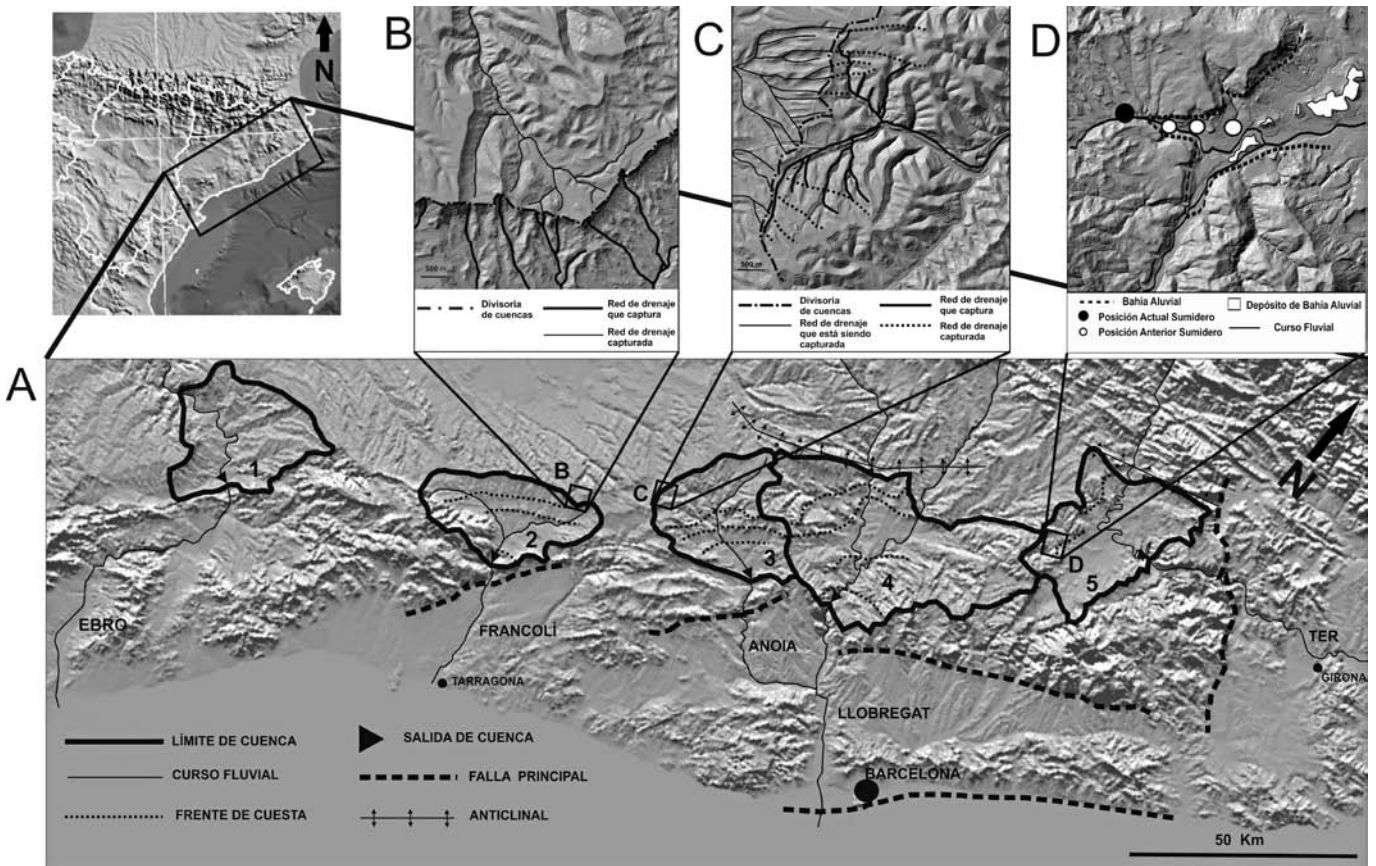 N
B
500 m
Divisoria
de cuencas
Red de drenaje
que captura
Red de drenaje
capturada
C
500 m
Divisoria
de cuencas
Red de drenaje
que captura
Red de drenaje
que está siendo
capturada
Red de drenaje
capturada
D
Bahia Aluvial
Depósito de Bahia Aluvial
Posición Actual Sumidero
Posición Anterior Sumidero
Curso Fluvial
A
N
1
B
2
C
3
4
D
5
EBRO
FRANCOLÍ
ANOIA
TER
TARRAGONA
GIRONA
LLOBREGAT
BARCELONA
LÍMITE DE CUENCA
SALIDA DE CUENCA
CURSO FLUVIAL
FALLA PRINCIPAL
FRENTE DE CUESTA
ANTICLINAL
50 Km